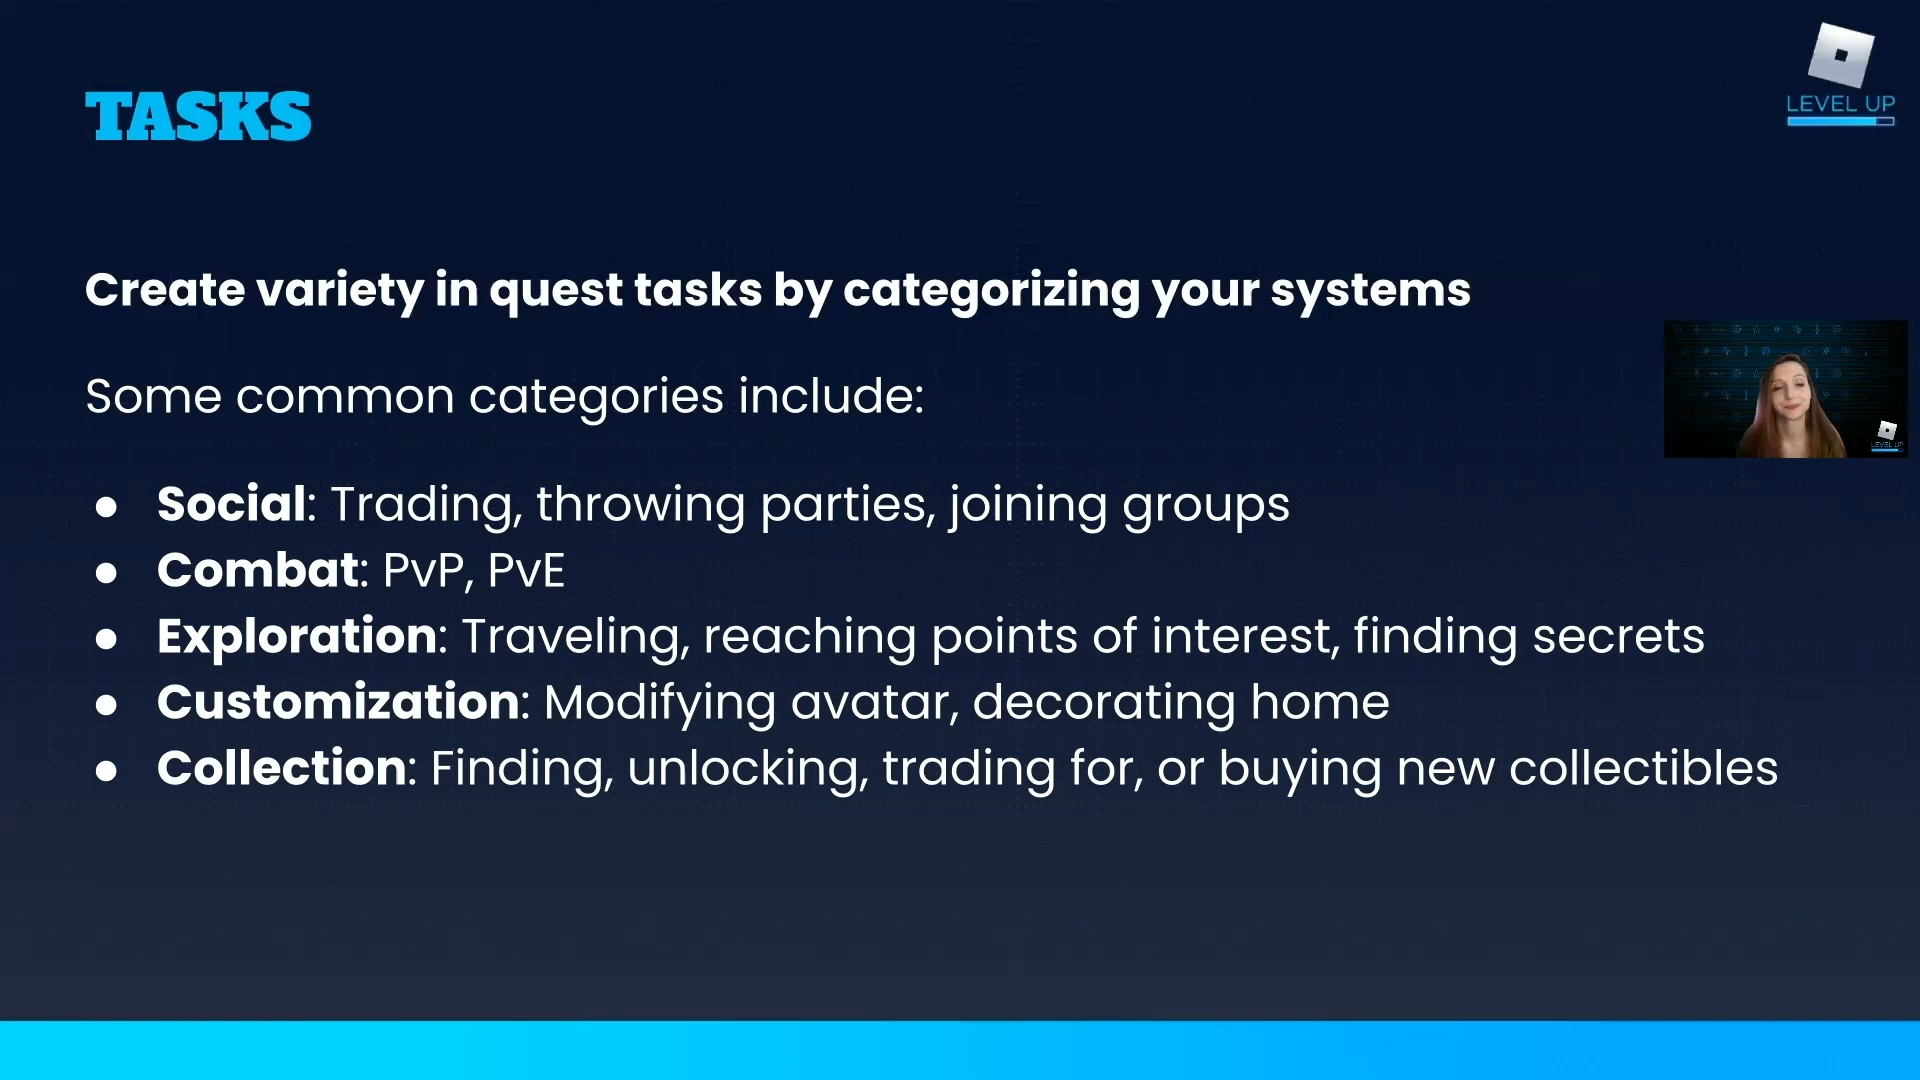 LEVEL UP
TASKS
Create variety in quest tasks by categorizing your systems
Some common categories include:
● Social: Trading, throwing parties, joining groups
● Combat: PvP, PvE
● Exploration: Traveling, reaching points of interest, finding secrets
● Customization: Modifying avatar, decorating home
● Collection: Finding, unlocking, trading for, or buying new collectibles
LEVEL UP